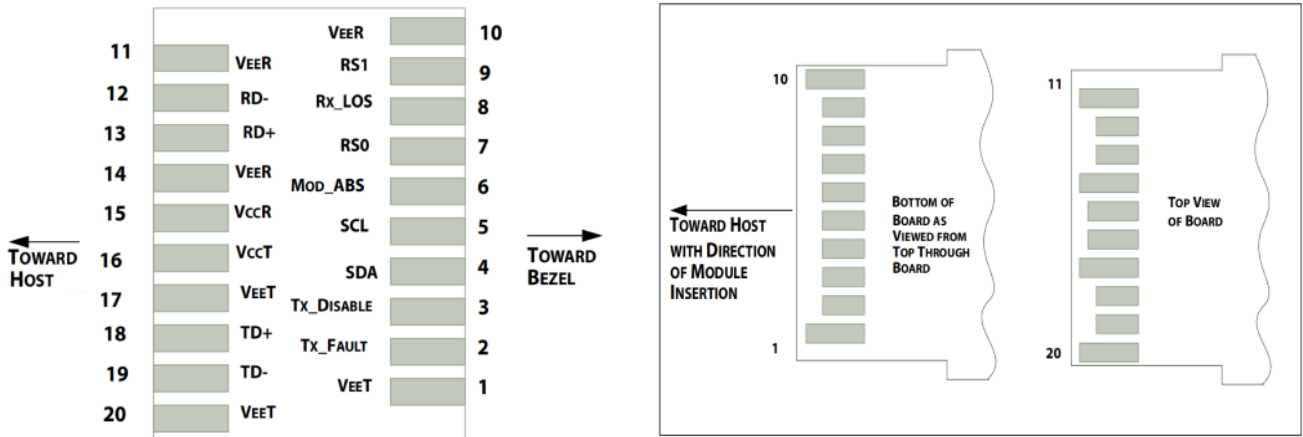 11 VEER
12 RD-
13 RD+
14 VEER
15 VCCR
16 VCCT
17 VEET
18 TD+
19 TD-
20 VEET
TOWARD
HOST
VEER 10
RS1 9
RX_LOS 8
RS0 7
MOD_ABS 6
SCL 5
SDA 4
TX_DISABLE 3
TX_FAULT 2
VEET 1
TOWARD
BEZEL
TOWARD HOST
WITH DIRECTION
OF MODULE
INSERTION
10
1
BOTTOM OF
BOARD AS
VIEWED FROM
TOP THROUGH
BOARD
11
20
TOP VIEW
OF BOARD